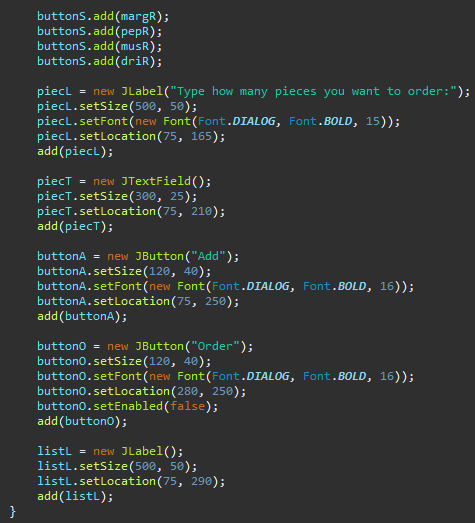 buttonS.add(margR);
buttonS.add(pepR);
buttonS.add(musR);
buttonS.add(driR);
piecL = new JLabel("Type how many pieces you want to order:");
piecL.setSize(500, 50);
piecL.setFont(new Font(Font.DIALOG, Font.BOLD, 15));
piecL.setLocation(75, 165);
add(piecL);
piecT = new JTextField();
piecT.setSize(300, 25);
piecT.setLocation(75, 210);
add(piecT);
buttonA = new JButton("Add");
buttonA.setSize(120, 40);
buttonA.setFont(new Font(Font.DIALOG, Font.BOLD, 16));
buttonA.setLocation(75, 250);
add(buttonA);
buttonO = new JButton("Order");
buttonO.setSize(120, 40);
buttonO.setFont(new Font(Font.DIALOG, Font.BOLD, 16));
buttonO.setLocation(280, 250);
buttonO.setEnabled(false);
add(buttonO);
listL = new JLabel();
listL.setSize(500, 50);
listL.setLocation(75, 290);
add(listL);
}